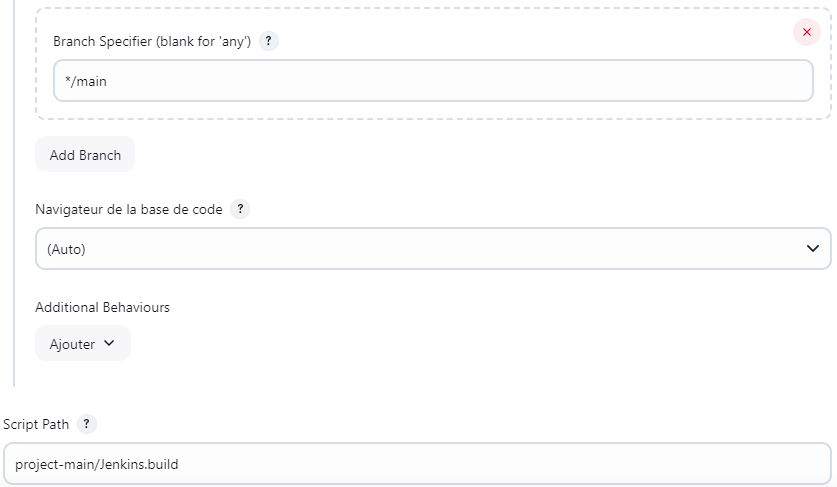 Branch Specifier (blank for 'any') ?
*/main
Add Branch
Navigateur de la base de code ?
(Auto)
Additional Behaviours
Ajouter
Script Path ?
project-main/Jenkins.build